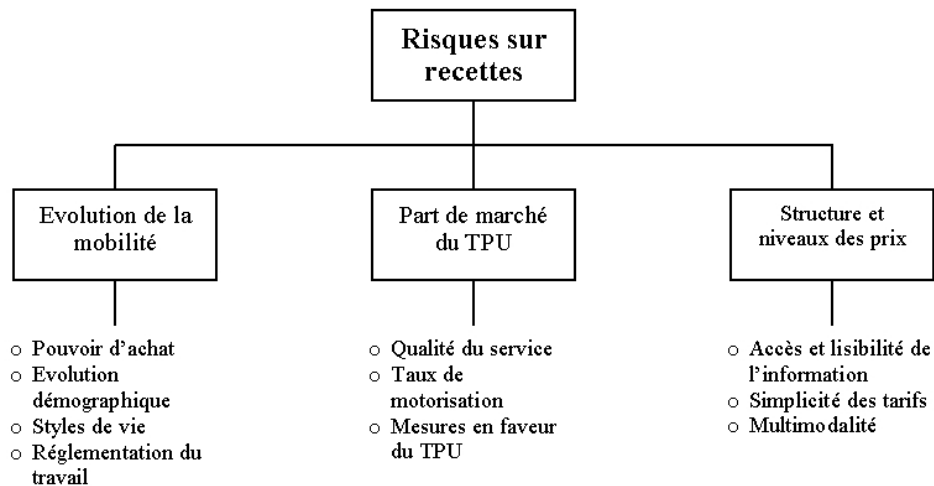 Risques sur
recettes
Evolution de la
mobilité
Part de marché
du TPU
Structure et
niveaux des prix
o Pouvoir d’achat
o Evolution
démographique
o Styles de vie
o Réglementation du
travail
o Qualité du service
o Taux de
motorisation
o Mesures en faveur
du TPU
o Accès et lisibilité de
l’information
o Simplicité des tarifs
o Multimodalité